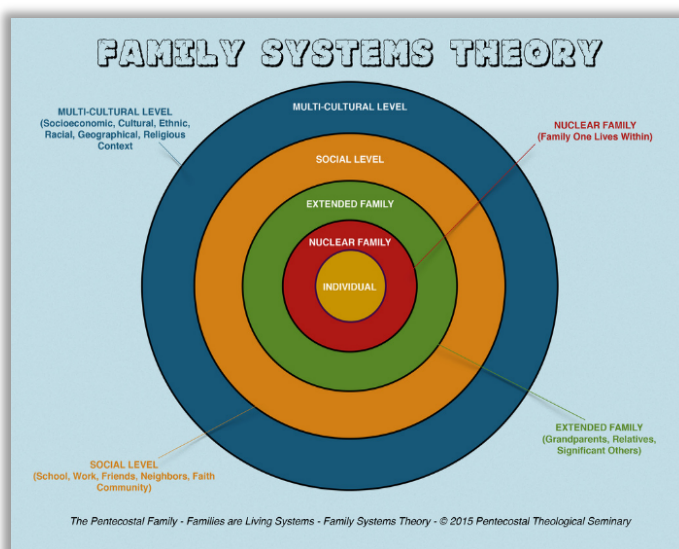 FAMILY SYSTEMS THEORY
MULTI-CULTURAL LEVEL
(Socioeconomic, Cultural, Ethnic,
Racial, Geographical, Religious
Context
MULTI-CULTURAL LEVEL
NUCLEAR FAMILY
(Family One Lives Within)
SOCIAL LEVEL
EXTENDED FAMILY
NUCLEAR FAMILY
INDIVIDUAL
EXTENDED FAMILY
(Grandparents, Relatives,
Significant Others)
SOCIAL LEVEL
(School, Work, Friends, Neighbors, Faith
Community)
The Pentecostal Family - Families are Living Systems - Family Systems Theory - © 2015 Pentecostal Theological Seminary